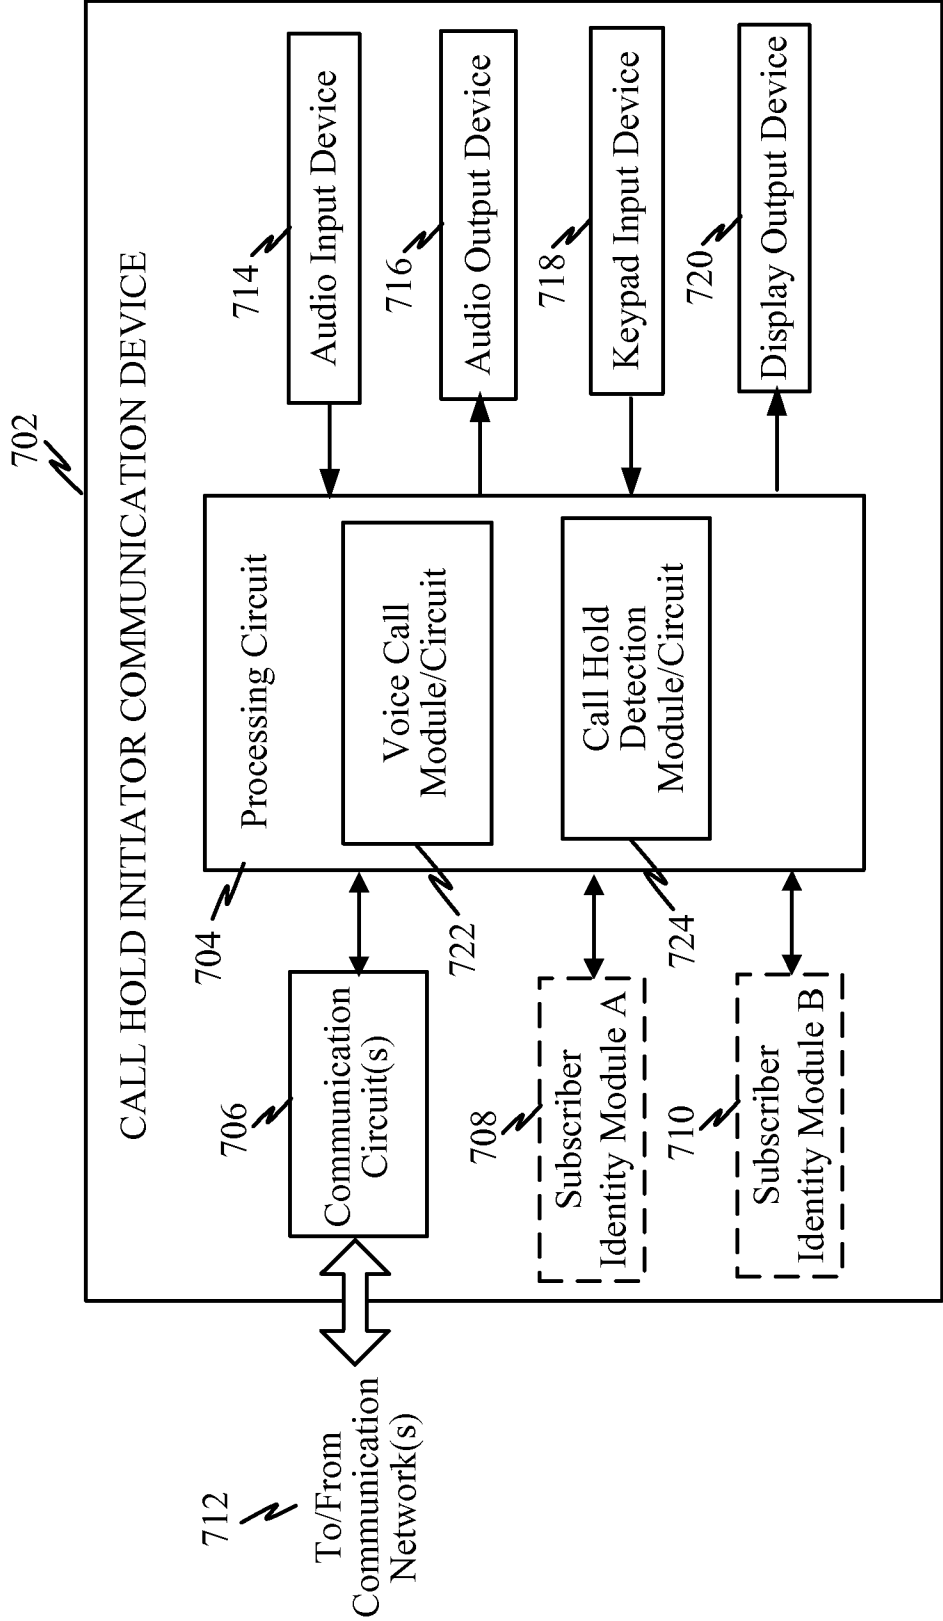 702
CALL HOLD INITIATOR COMMUNICATION DEVICE
712
To/From
Communication
Network(s)
706
Communication
Circuit(s)
708
Subscriber
Identity Module A
710
Subscriber
Identity Module B
704
Processing Circuit
722
Voice Call
Module/Circuit
724
Call Hold
Detection
Module/Circuit
714
Audio Input Device
716
Audio Output Device
718
Keypad Input Device
720
Display Output Device